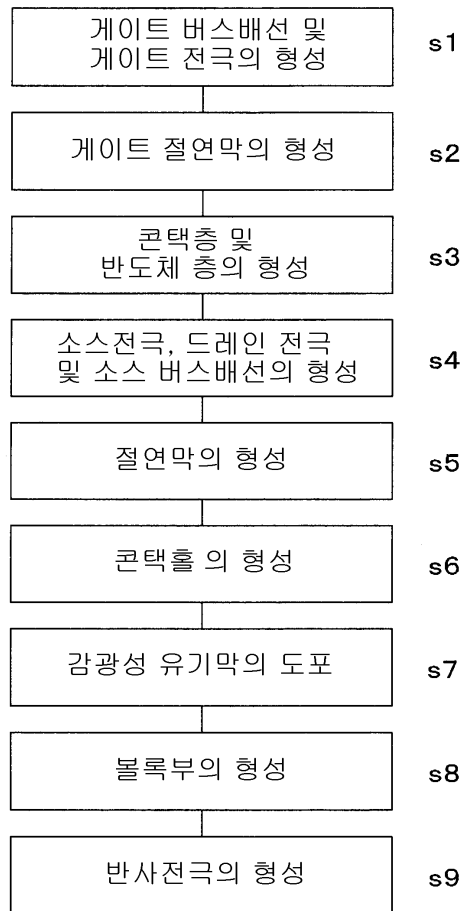 게이트 버스배선 및
게이트 전극의 형성
s1
게이트 절연막의 형성
s2
콘택층 및
반도체 층의 형성
s3
소스전극, 드레인 전극
및 소스 버스배선의 형성
s4
절연막의 형성
s5
콘택홀 의 형성
s6
감광성 유기막의 도포
s7
볼록부의 형성
s8
반사전극의 형성
s9